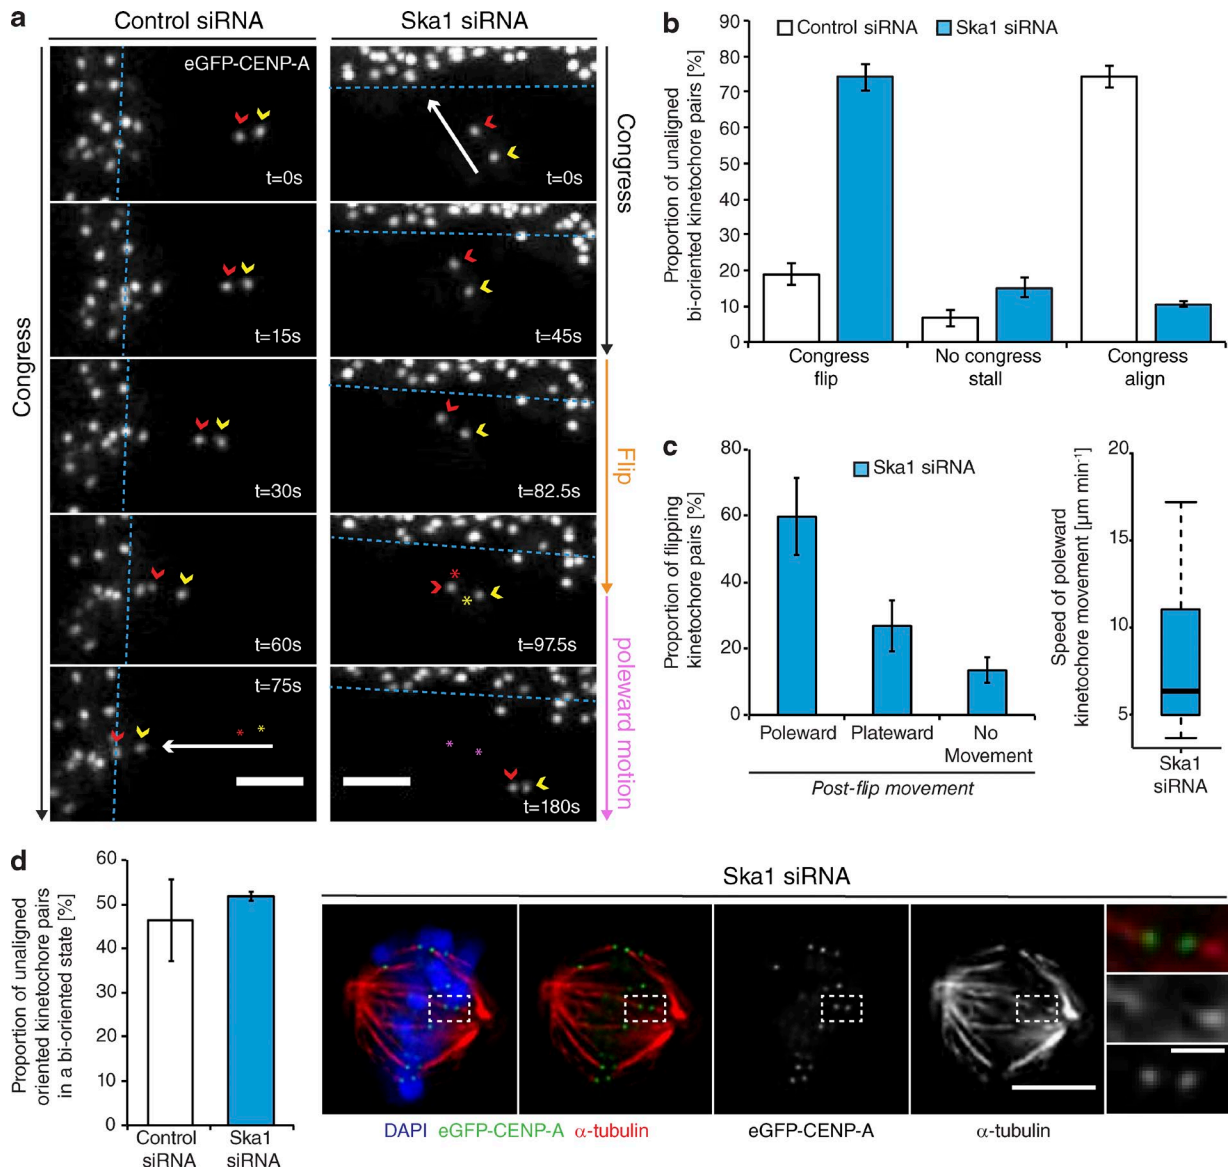 a
Control siRNA
Ska1 siRNA
eGFP-CENP-A
t=0s
t=15s
t=30s
t=60s
t=75s
Congress
t=0s
t=45s
t=82.5s
t=97.5s
t=180s
Congress
Flip
poleward motion
b
Control siRNA
Ska1 siRNA
Proportion of unaligned
bi-oriented kinetochore pairs [%]
90
80
70
60
50
40
30
20
10
0
Congress
flip
No congress
stall
Congress
align
c
Ska1 siRNA
Proportion of flipping
kinetochore pairs [%]
80
60
40
20
0
Poleward
Plateward
No
Movement
Post-flip movement
Speed of poleward
kinetochore movement [µm min⁻¹]
20
15
10
5
Ska1
siRNA
d
Proportion of unaligned
oriented kinetochore pairs
in a bi-oriented state [%]
60
50
40
30
20
10
0
Control
siRNA
Ska1
siRNA
Ska1 siRNA
DAPI eGFP-CENP-A α-tubulin
eGFP-CENP-A
α-tubulin